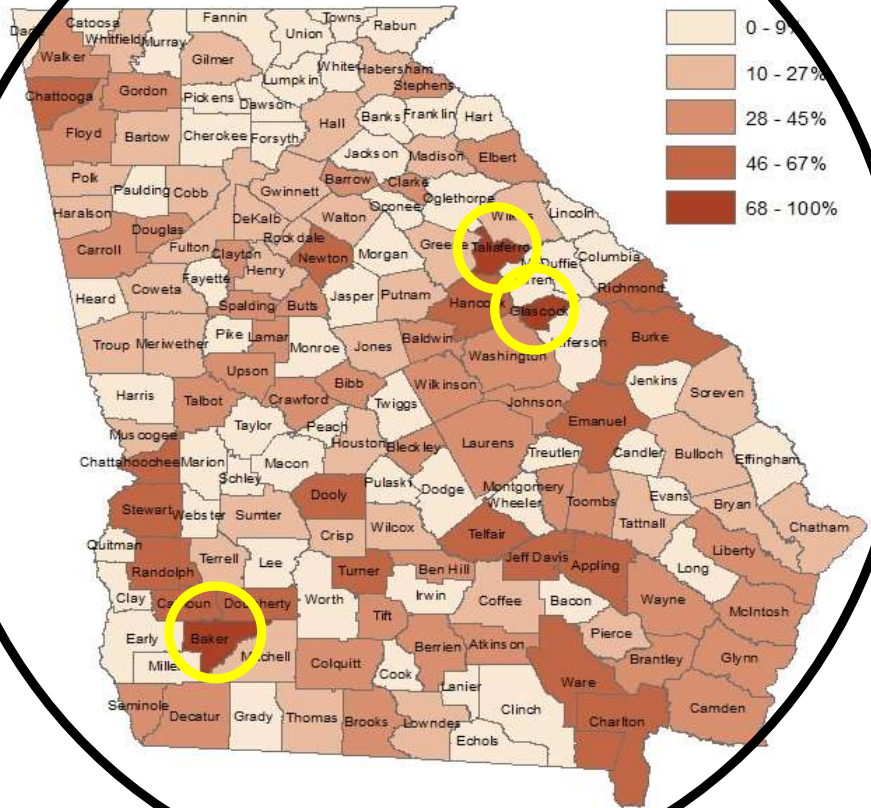 Fannin
Towns
Rabun
Catoosa
Whitfield
Murray
Union
0 - 9%
Walker
Gilmer
White
Habersham
10 - 27%
Lumpkin
Stephens
Chattooga
Gordon
Pickens
Dawson
28 - 45%
Banks
Franklin
Hart
Floyd
Bartow
Cherokee
Forsyth
Hall
46 - 67%
Jackson
Madison
Elbert
Polk
Paulding
Cobb
Gwinnett
Barrow
Clarke
68 - 100%
Oconee
Oglethorpe
Haralson
DeKalb
Walton
Wilkes
Lincoln
Douglas
Fulton
Rockdale
Greene
Taliaferro
Carroll
Clayton
Newton
Morgan
McDuffie
Columbia
Henry
Fayette
Coweta
Heard
Spalding
Butts
Jasper
Putnam
Hancock
Warren
Richmond
Glascock
Pike
Lamar
Troup
Meriwether
Monroe
Jones
Baldwin
Washington
Jefferson
Burke
Upson
Harris
Talbot
Crawford
Bibb
Wilkinson
Jenkins
Screven
Twiggs
Johnson
Emanuel
Muscogee
Taylor
Peach
Houston
Bleckley
Laurens
Treutlen
Candler
Bulloch
Effingham
Chattahoochee
Marion
Macon
Schley
Pulaski
Dodge
Montgomery
Wheeler
Stewart
Webster
Sumter
Dooly
Toombs
Evans
Bryan
Tattnall
Chatham
Crisp
Wilcox
Telfair
Quitman
Terrell
Lee
Jeff Davis
Appling
Liberty
Long
Randolph
Turner
Ben Hill
Clay
Calhoun
Dougherty
Worth
Irwin
Coffee
Bacon
Wayne
McIntosh
Tift
Early
Baker
Mitchell
Berrien
Atkinson
Pierce
Miller
Colquitt
Cook
Brantley
Glynn
Lanier
Ware
Seminole
Decatur
Grady
Thomas
Brooks
Lowndes
Clinch
Charlton
Camden
Echols